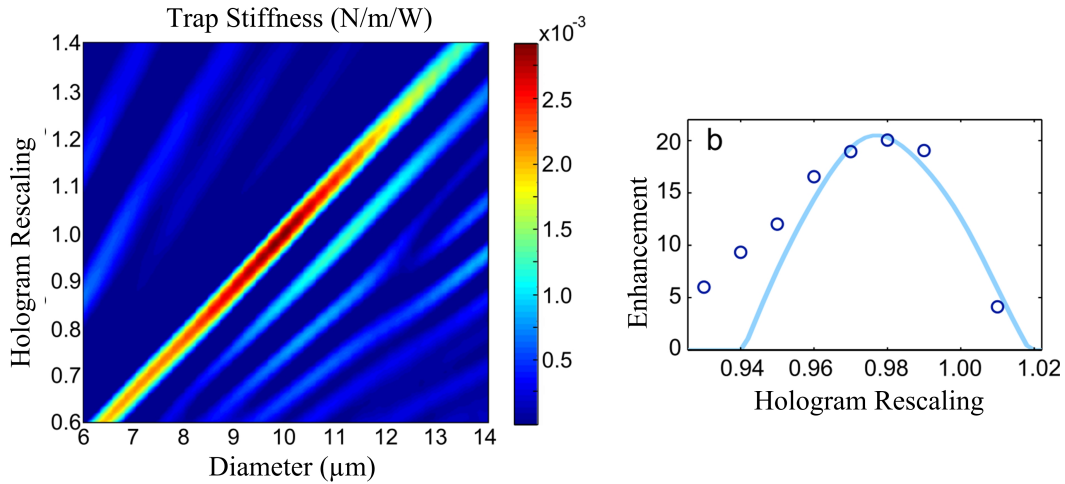 Trap Stiffness (N/m/W)
x10-3
1.4
1.3
1.2
1.1
1.0
0.9
0.8
0.7
0.6
Hologram Rescaling
6 7 8 9 10 11 12 13 14
Diameter (µm)
2.5
2.0
1.5
1.0
0.5
b
20
15
10
5
0
Enhancement
0.94 0.96 0.98 1.00 1.02
Hologram Rescaling